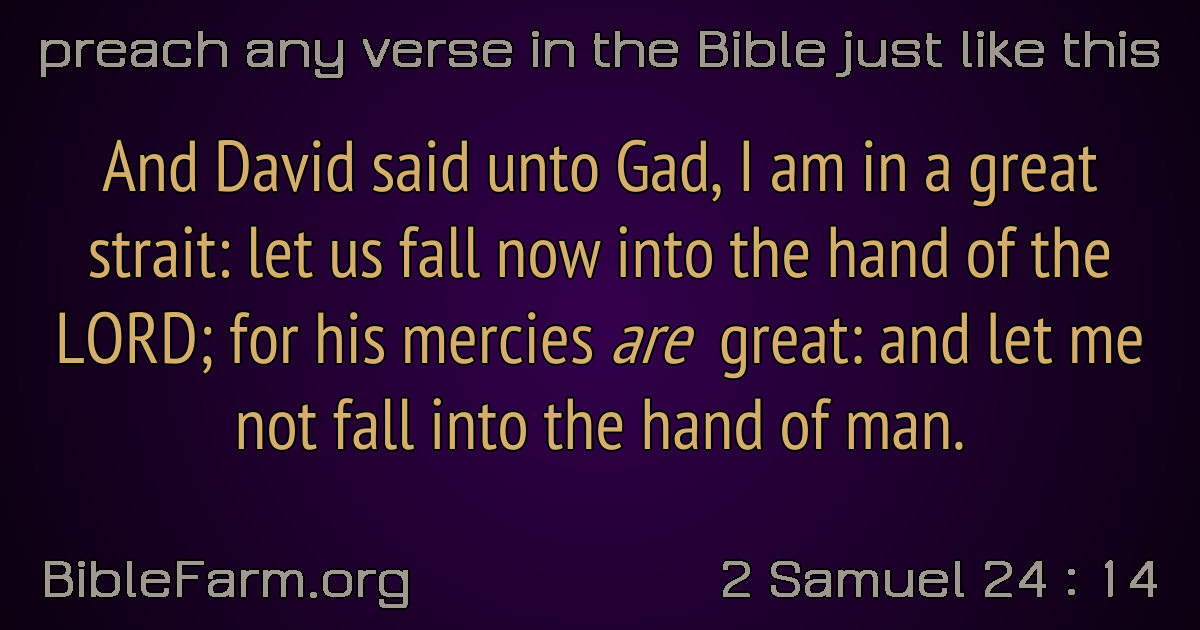 preach any verse in the Bible just like this
And David said unto Gad, I am in a great
strait: let us fall now into the hand of the
LORD; for his mercies are great: and let me
not fall into the hand of man.
BibleFarm.org
2 Samuel 24 : 14